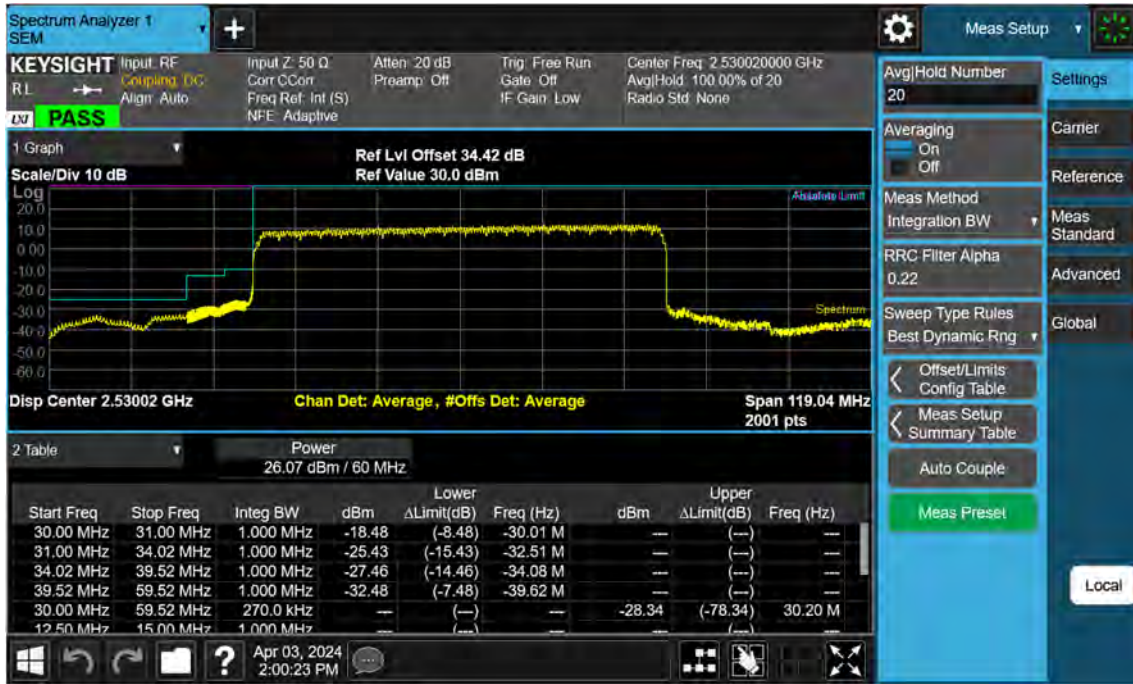 Spectrum Analyzer 1
SEM
+
Meas Setup
KEYSIGHT
RL
LXI
PASS
Input: RF
Coupling: DC
Align: Auto
Input Z: 50 Ω
Corr CCorr
Freq Ref: Int (S)
NFE: Adaptive
Atten: 20 dB
Preamp: Off
Trig: Free Run
Gate: Off
IF Gain: Low
Center Freq: 2.530020000 GHz
Avg|Hold: 100.00% of 20
Radio Std: None
1 Graph
Scale/Div 10 dB
Ref Lvl Offset 34.42 dB
Ref Value 30.0 dBm
Log
Absolute Limit
20.0
10.0
0.00
-10.0
-20.0
-30.0
-40.0
-50.0
-60.0
Spectrum
Disp Center 2.53002 GHz
Chan Det: Average, #Offs Det: Average
Span 119.04 MHz
2001 pts
2 Table
Power
26.07 dBm / 60 MHz
Lower Upper
Start Freq Stop Freq Integ BW dBm ΔLimit(dB) Freq (Hz) dBm ΔLimit(dB) Freq (Hz)
30.00 MHz 31.00 MHz 1.000 MHz -18.48 (-8.48) -30.01 M --- (---) ---
31.00 MHz 34.02 MHz 1.000 MHz -25.43 (-15.43) -32.51 M --- (---) ---
34.02 MHz 39.52 MHz 1.000 MHz -27.46 (-14.46) -34.08 M --- (---) ---
39.52 MHz 59.52 MHz 1.000 MHz -32.48 (-7.48) -39.62 M --- (---) ---
30.00 MHz 59.52 MHz 270.0 kHz --- (---) --- -28.34 (-78.34) 30.20 M
12.50 MHz 15.00 MHz 1.000 MHz --- (---) --- --- (---) ---
?
Apr 03, 2024
2:00:23 PM
Avg|Hold Number
20
Averaging
On
Off
Meas Method
Integration BW
RRC Filter Alpha
0.22
Sweep Type Rules
Best Dynamic Rng
Offset/Limits
Config Table
Meas Setup
Summary Table
Auto Couple
Meas Preset
Settings
Carrier
Reference
Meas
Standard
Advanced
Global
Local